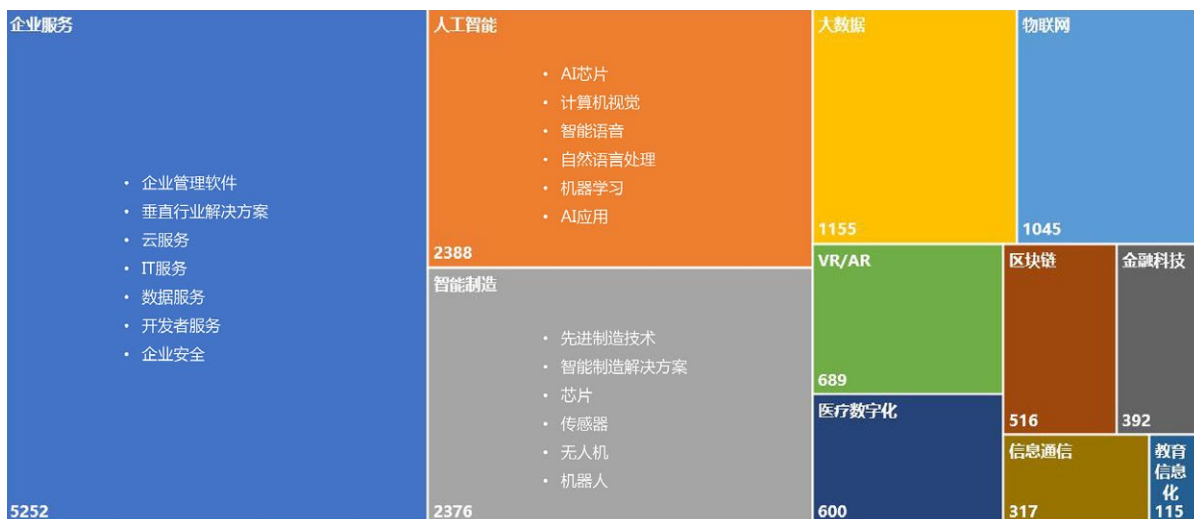 企业服务
• 企业管理软件
• 垂直行业解决方案
• 云服务
• IT服务
• 数据服务
• 开发者服务
• 企业安全
5252
人工智能
• AI芯片
• 计算机视觉
• 智能语音
• 自然语言处理
• 机器学习
• AI应用
2388
智能制造
• 先进制造技术
• 智能制造解决方案
• 芯片
• 传感器
• 无人机
• 机器人
2376
大数据
1155
物联网
1045
VR/AR
689
医疗数字化
600
区块链
516
金融科技
392
信息通信
317
教育
信息
化
115